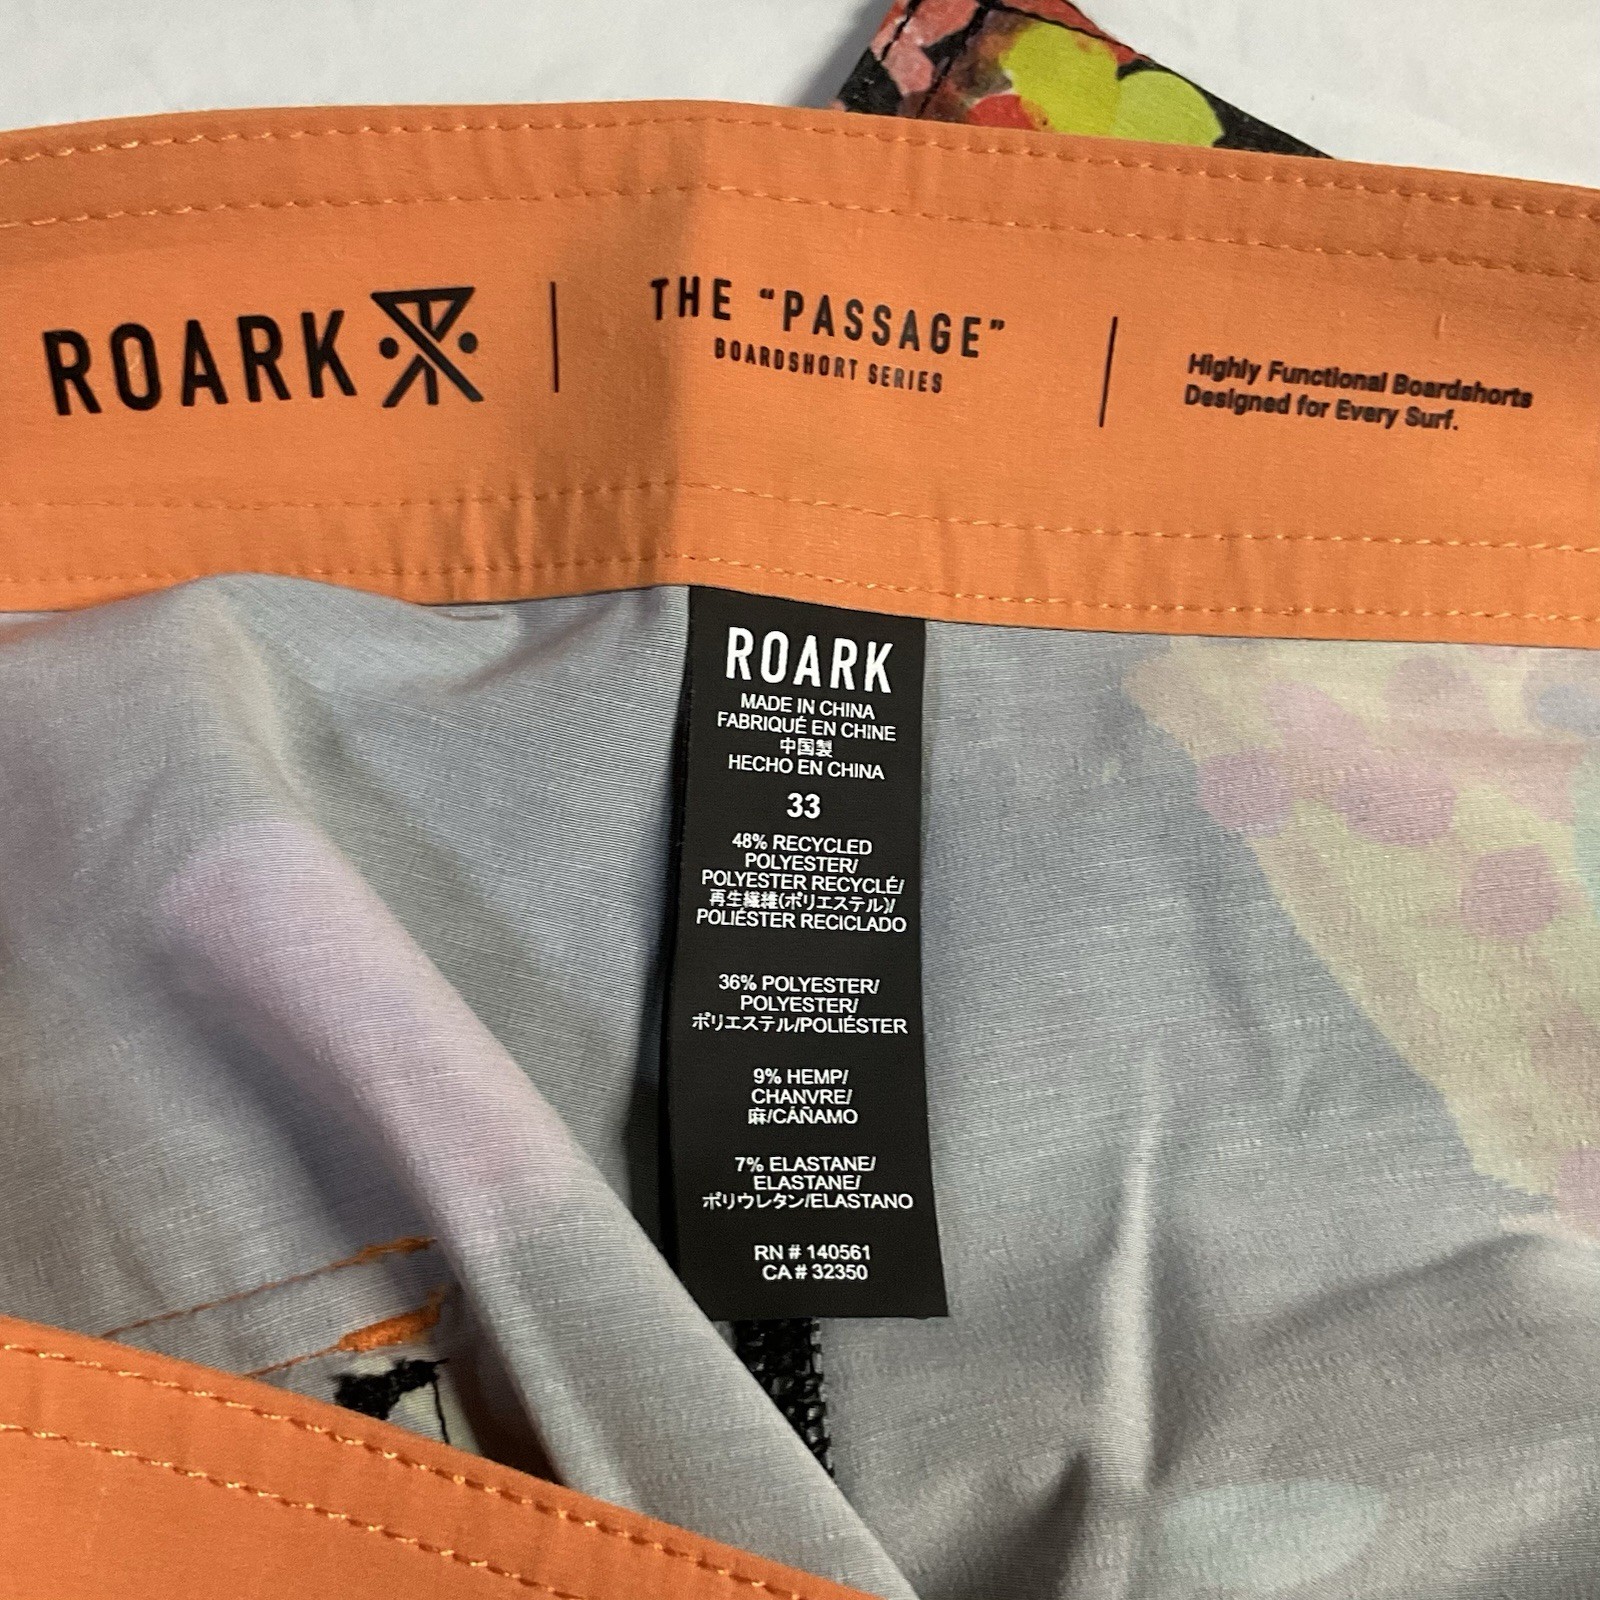 ROARK
THE “PASSAGE”
BOARDSHORT SERIES
Highly Functional Boardshorts
Designed for Every Surf.
ROARK
MADE IN CHINA
FABRIQUÉ EN CHINE
中国製
HECHO EN CHINA
33
48% RECYCLED
POLYESTER/
POLYESTER RECYCLÉ/
再生繊維(ポリエステル)/
POLIÉSTER RECICLADO
36% POLYESTER/
POLYESTER/
ポリエステル/POLIÉSTER
9% HEMP/
CHANVRE/
麻/CÁÑAMO
7% ELASTANE/
ELASTANE/
ポリウレタン/ELASTANO
RN # 140561
CA # 32350